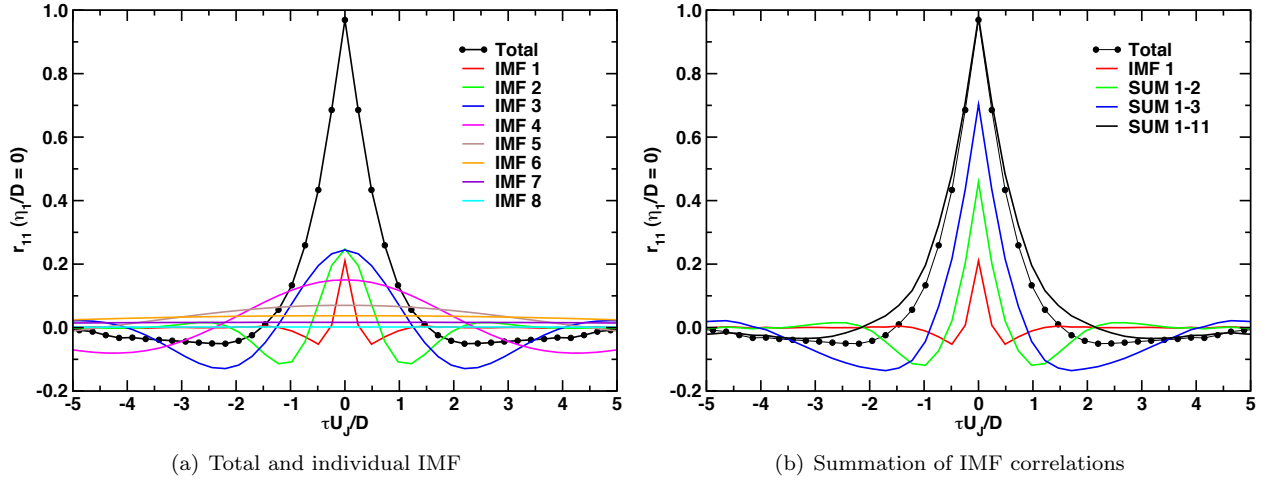 1.0
0.8
0.6
0.4
0.2
0.0
-0.2
r11 (η1/D = 0)
-5 -4 -3 -2 -1 0 1 2 3 4 5
τUJ/D
Total
IMF 1
IMF 2
IMF 3
IMF 4
IMF 5
IMF 6
IMF 7
IMF 8
(a) Total and individual IMF
1.0
0.8
0.6
0.4
0.2
0.0
-0.2
r11 (η1/D = 0)
-5 -4 -3 -2 -1 0 1 2 3 4 5
τUJ/D
Total
IMF 1
SUM 1-2
SUM 1-3
SUM 1-11
(b) Summation of IMF correlations